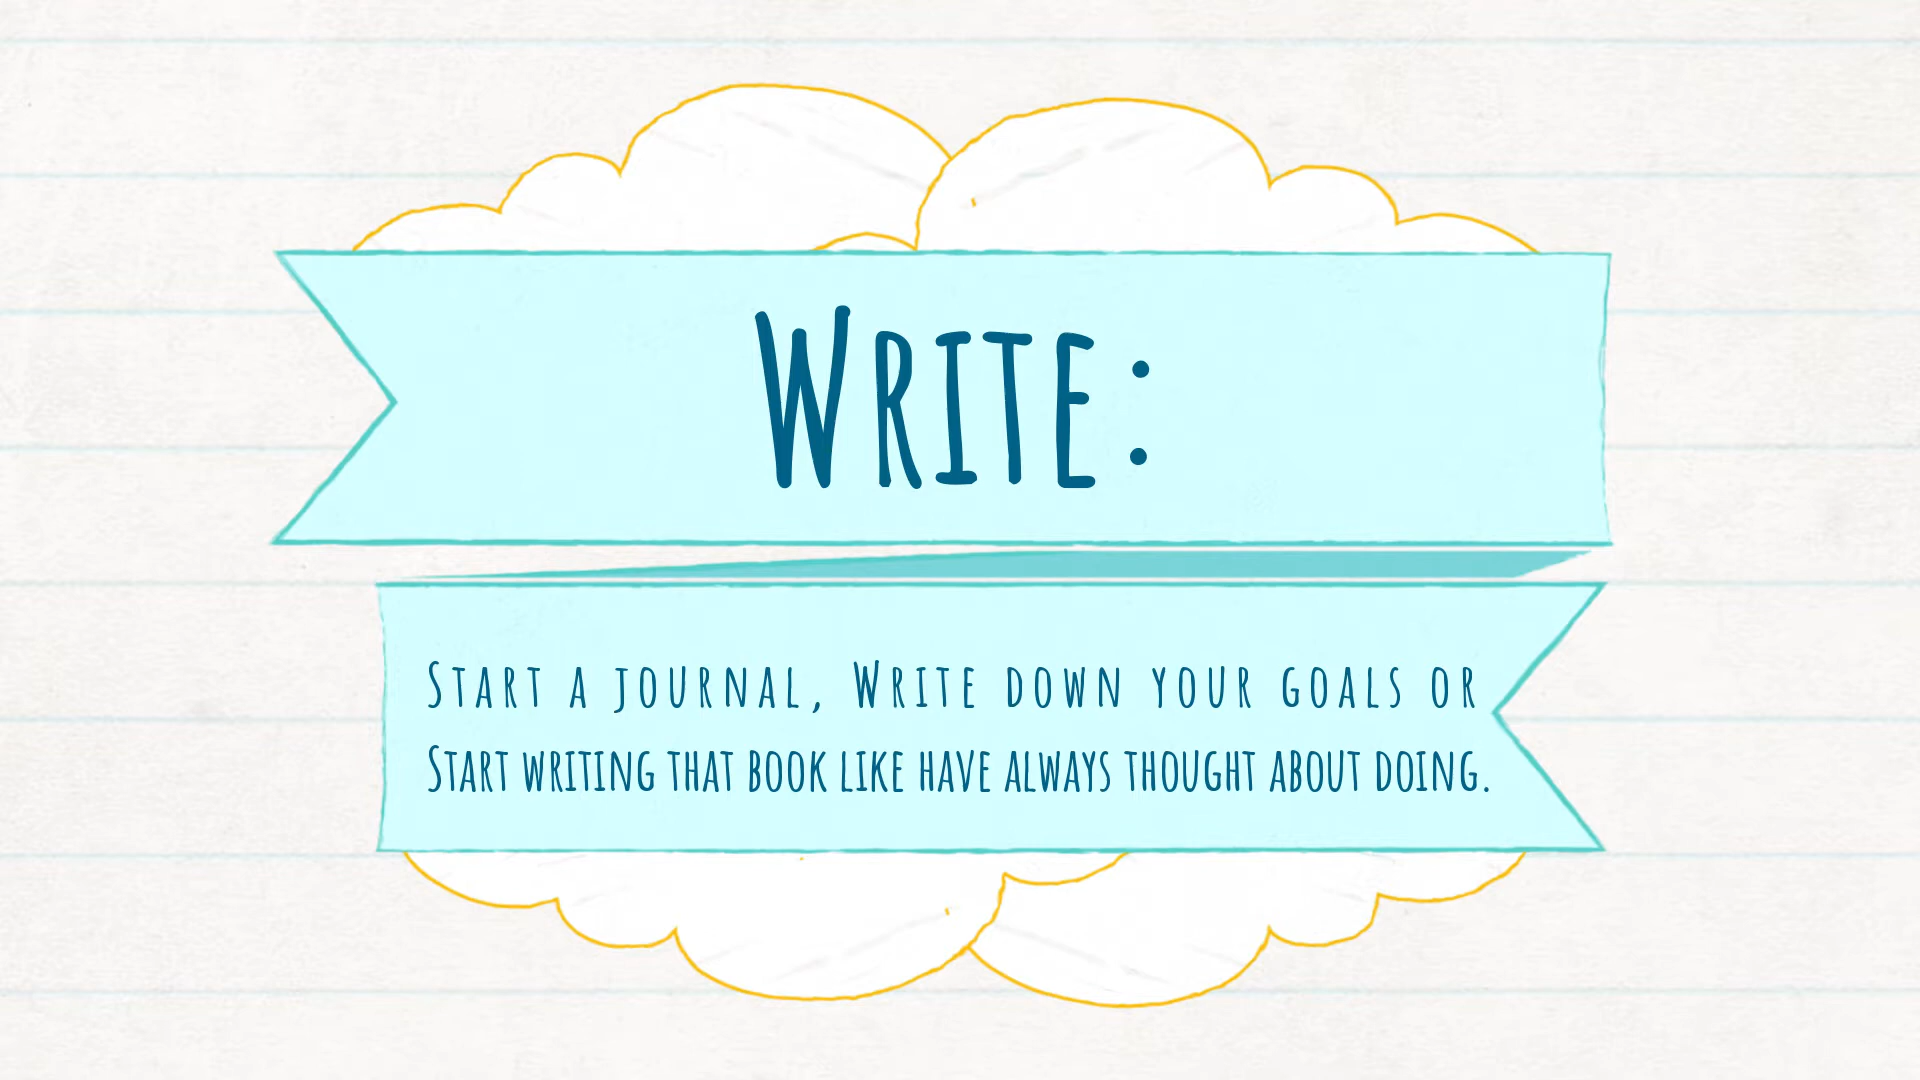 Write:
Start a journal, Write down your goals or
Start writing that book like have always thought about doing.